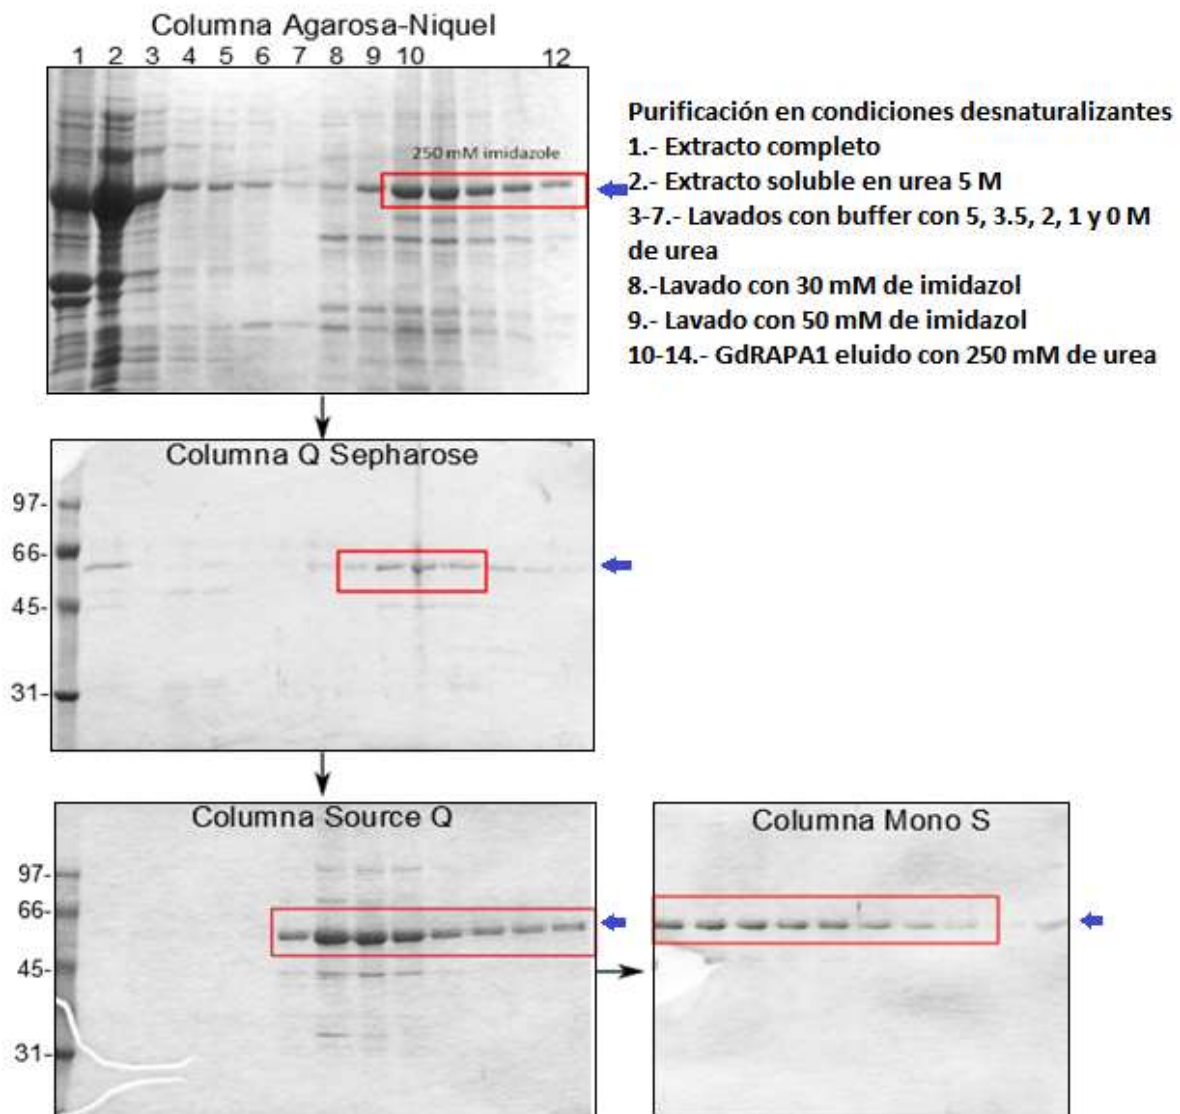 Columna Agarosa-Niquel
1 2 3 4 5 6 7 8 9 10 12
250 mM imidazole
Purificación en condiciones desnaturalizantes
1.- Extracto completo
2.- Extracto soluble en urea 5 M
3-7.- Lavados con buffer con 5, 3.5, 2, 1 y 0 M
de urea
8.-Lavado con 30 mM de imidazol
9.- Lavado con 50 mM de imidazol
10-14.- GdRAPA1 eluido con 250 mM de urea
Columna Q Sepharose
97-
66-
45-
31-
Columna Source Q
97-
66-
45-
31-
Columna Mono S